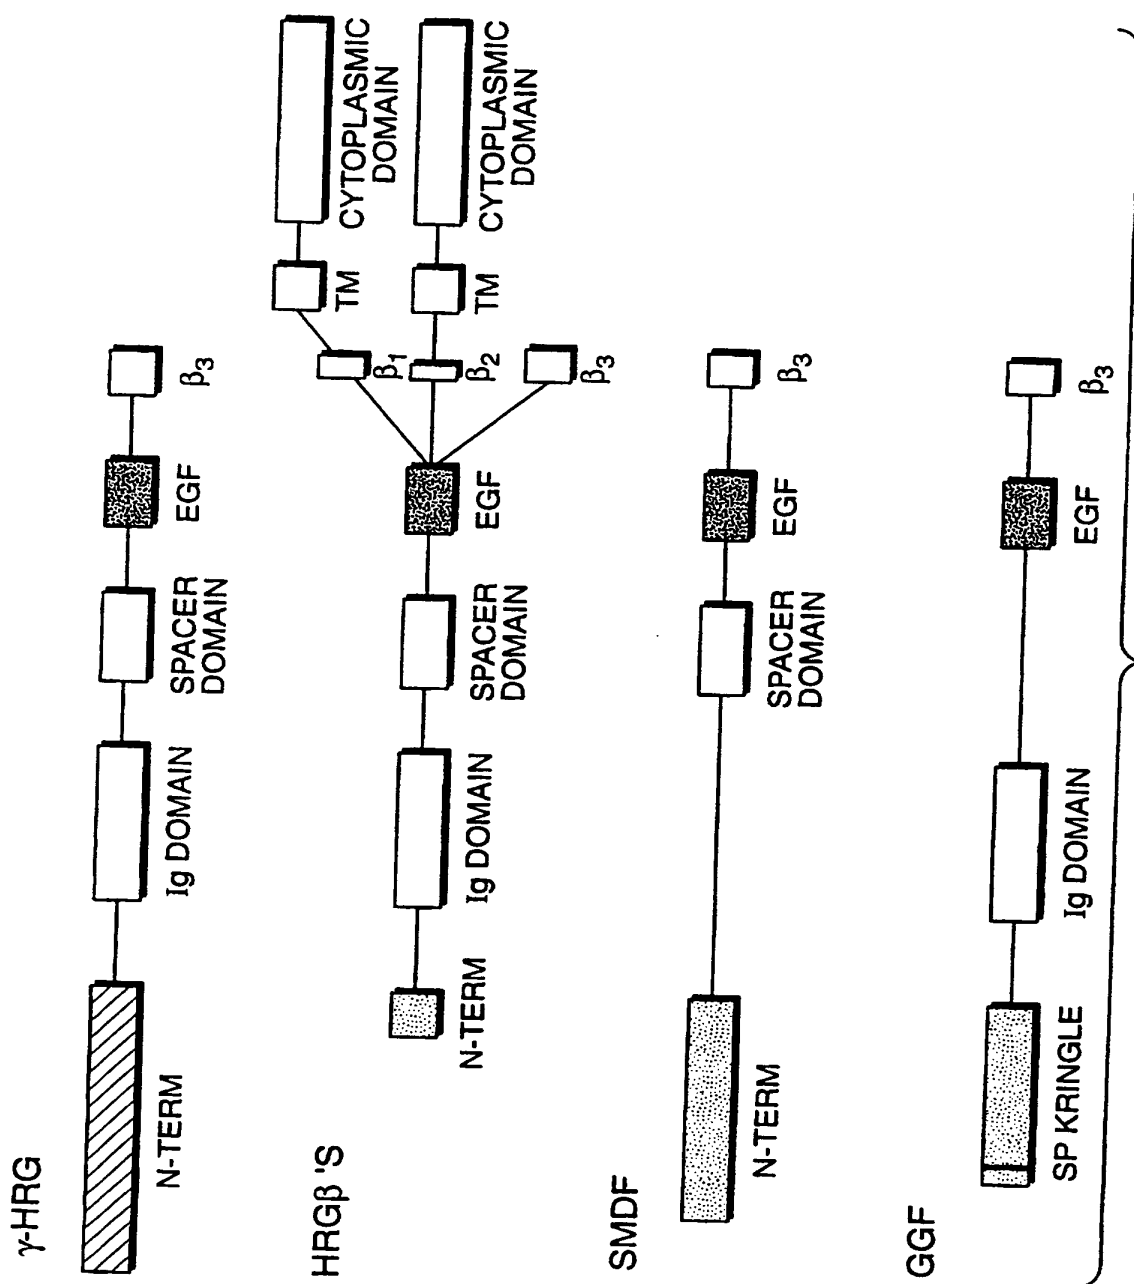 γ-HRG
N-TERM
Ig DOMAIN
SPACER
DOMAIN
EGF
β3
HRGβ 'S
N-TERM
Ig DOMAIN
SPACER
DOMAIN
EGF
β1
TM
CYTOPLASMIC
DOMAIN
β2
TM
CYTOPLASMIC
DOMAIN
β3
SMDF
N-TERM
SPACER
DOMAIN
EGF
β3
GGF
SP KRINGLE
Ig DOMAIN
EGF
β3